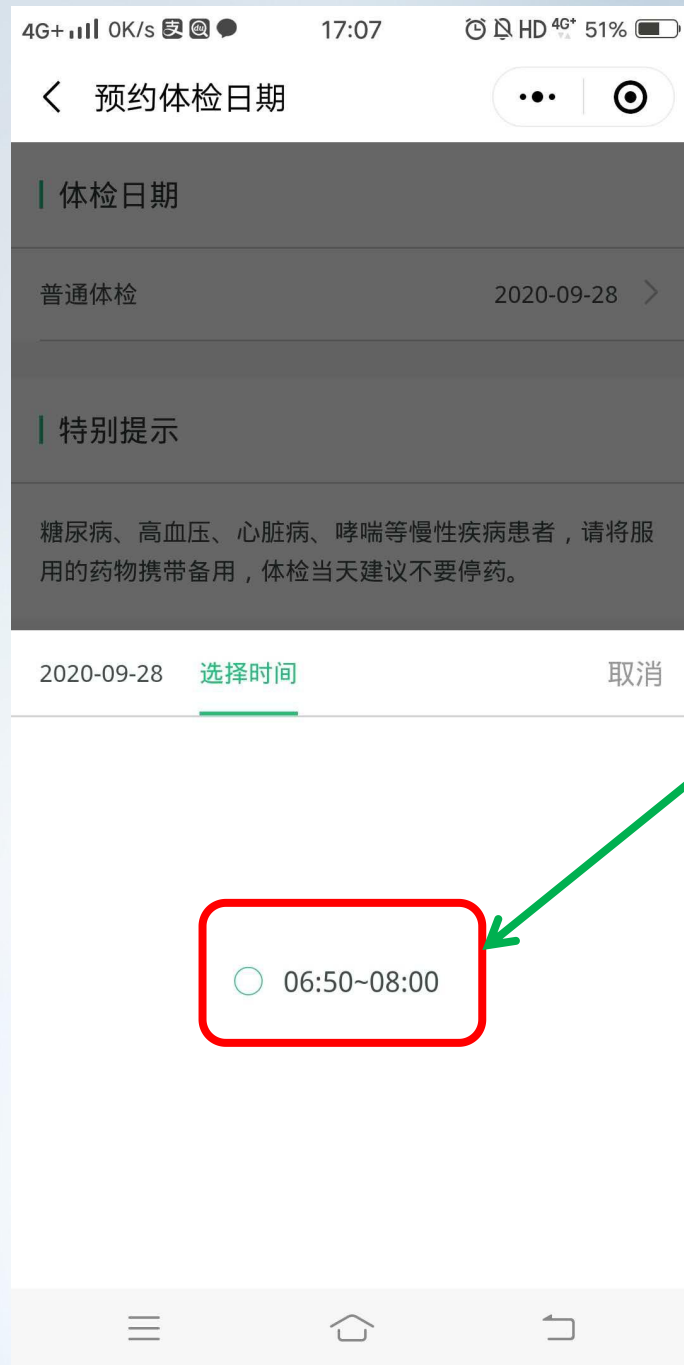 4G+ 0K/s 支 du 17:07 HD 4G+ 51%
预约体检日期
体检日期
普通体检 2020-09-28
特别提示
糖尿病、高血压、心脏病、哮喘等慢性疾病患者，请将服
用的药物携带备用，体检当天建议不要停药。
2020-09-28 选择时间 取消
06:50~08:00